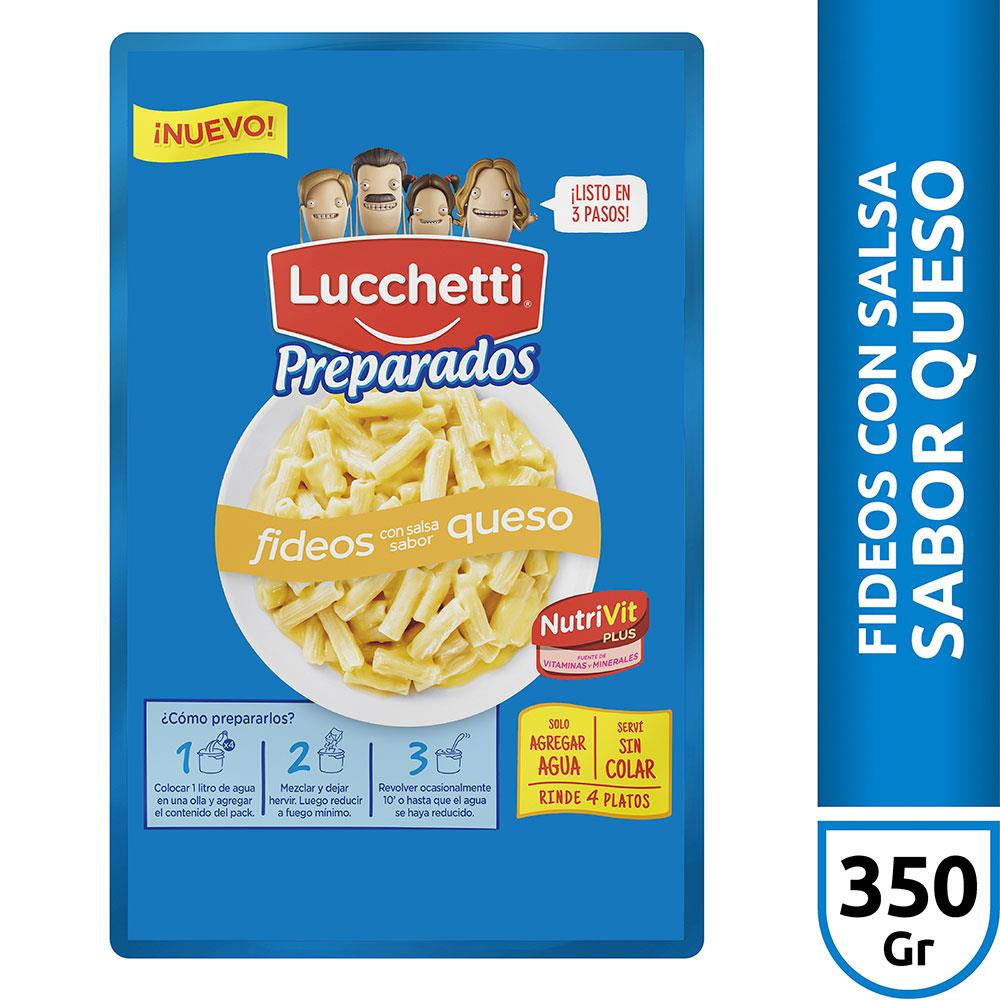 ¡NUEVO!
¡LISTO EN
3 PASOS!
Lucchetti®
Preparados
fideos con salsa sabor queso
NutriVit
PLUS
FUENTE DE
VITAMINAS Y MINERALES
¿Cómo prepararlos?
1
x4
Colocar 1 litro de agua
en una olla y agregar
el contenido del pack.
2
Mezclar y dejar
hervir. Luego reducir
a fuego mínimo.
3
Revolver ocasionalmente
10' o hasta que el agua
se haya reducido.
SOLO
AGREGAR
AGUA
SERVÍ
SIN
COLAR
RINDE 4 PLATOS
FIDEOS CON SALSA
SABOR QUESO
350
Gr